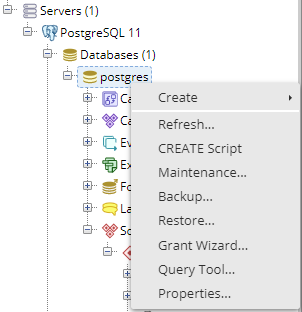 Servers (1)
PostgreSQL 11
Databases (1)
postgres
Ca
Ca
Ev
Ex
Fo
La
Sc
Create
Refresh...
CREATE Script
Maintenance...
Backup...
Restore...
Grant Wizard...
Query Tool...
Properties...